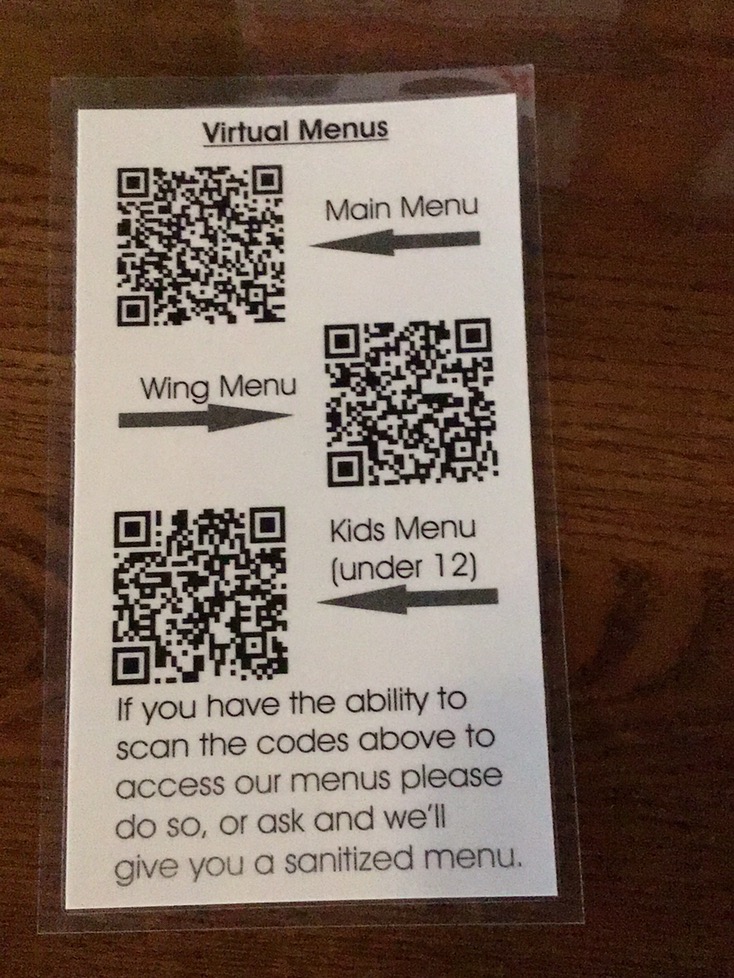 Virtual Menus
Main Menu
Wing Menu
Kids Menu
(under 12)
If you have the ability to
scan the codes above to
access our menus please
do so, or ask and we'll
give you a sanitized menu.